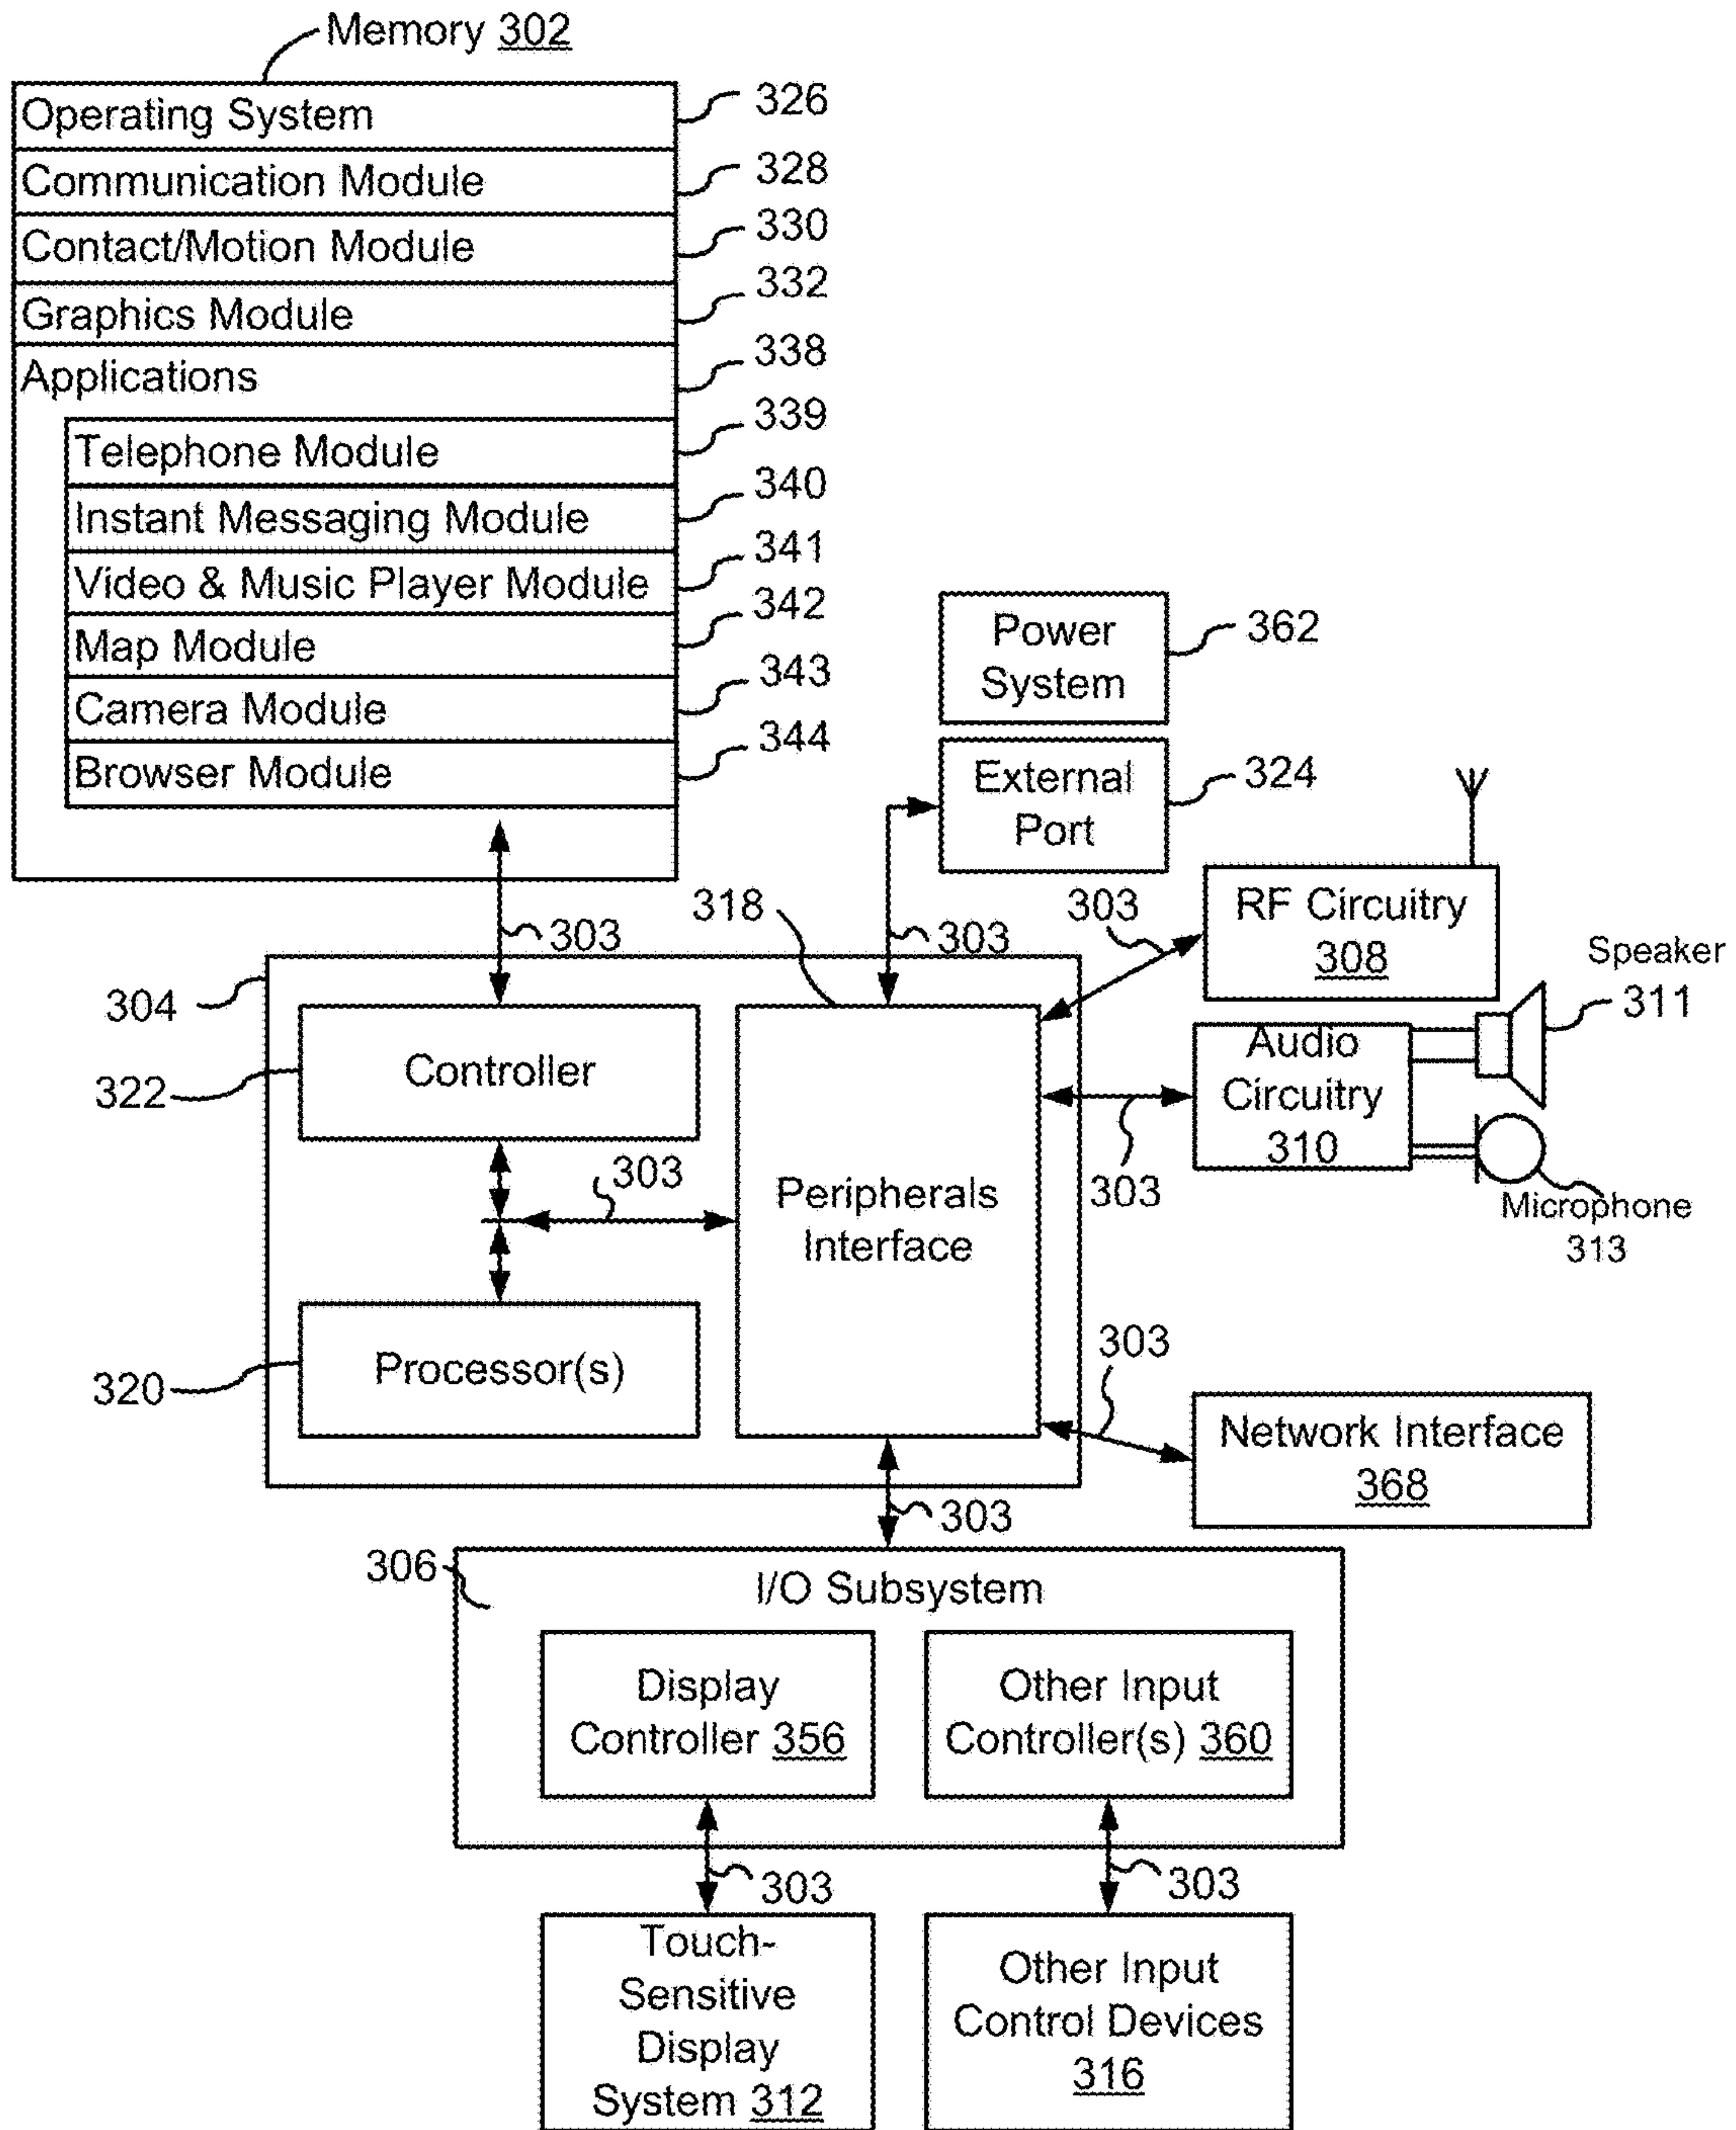 Memory 302
Operating System
326
Communication Module
328
Contact/Motion Module
330
Graphics Module
332
Applications
338
Telephone Module
339
Instant Messaging Module
340
Video & Music Player Module
341
Map Module
342
Camera Module
343
Browser Module
344
Power
System
362
External
Port
324
303
318
303
303
RF Circuitry
308
Speaker
311
304
Controller
322
Audio
Circuitry
310
303
Microphone
313
303
Peripherals
Interface
Processor(s)
320
303
Network Interface
368
303
306
I/O Subsystem
Display
Controller 356
Other Input
Controller(s) 360
303
303
Touch-
Sensitive
Display
System 312
Other Input
Control Devices
316